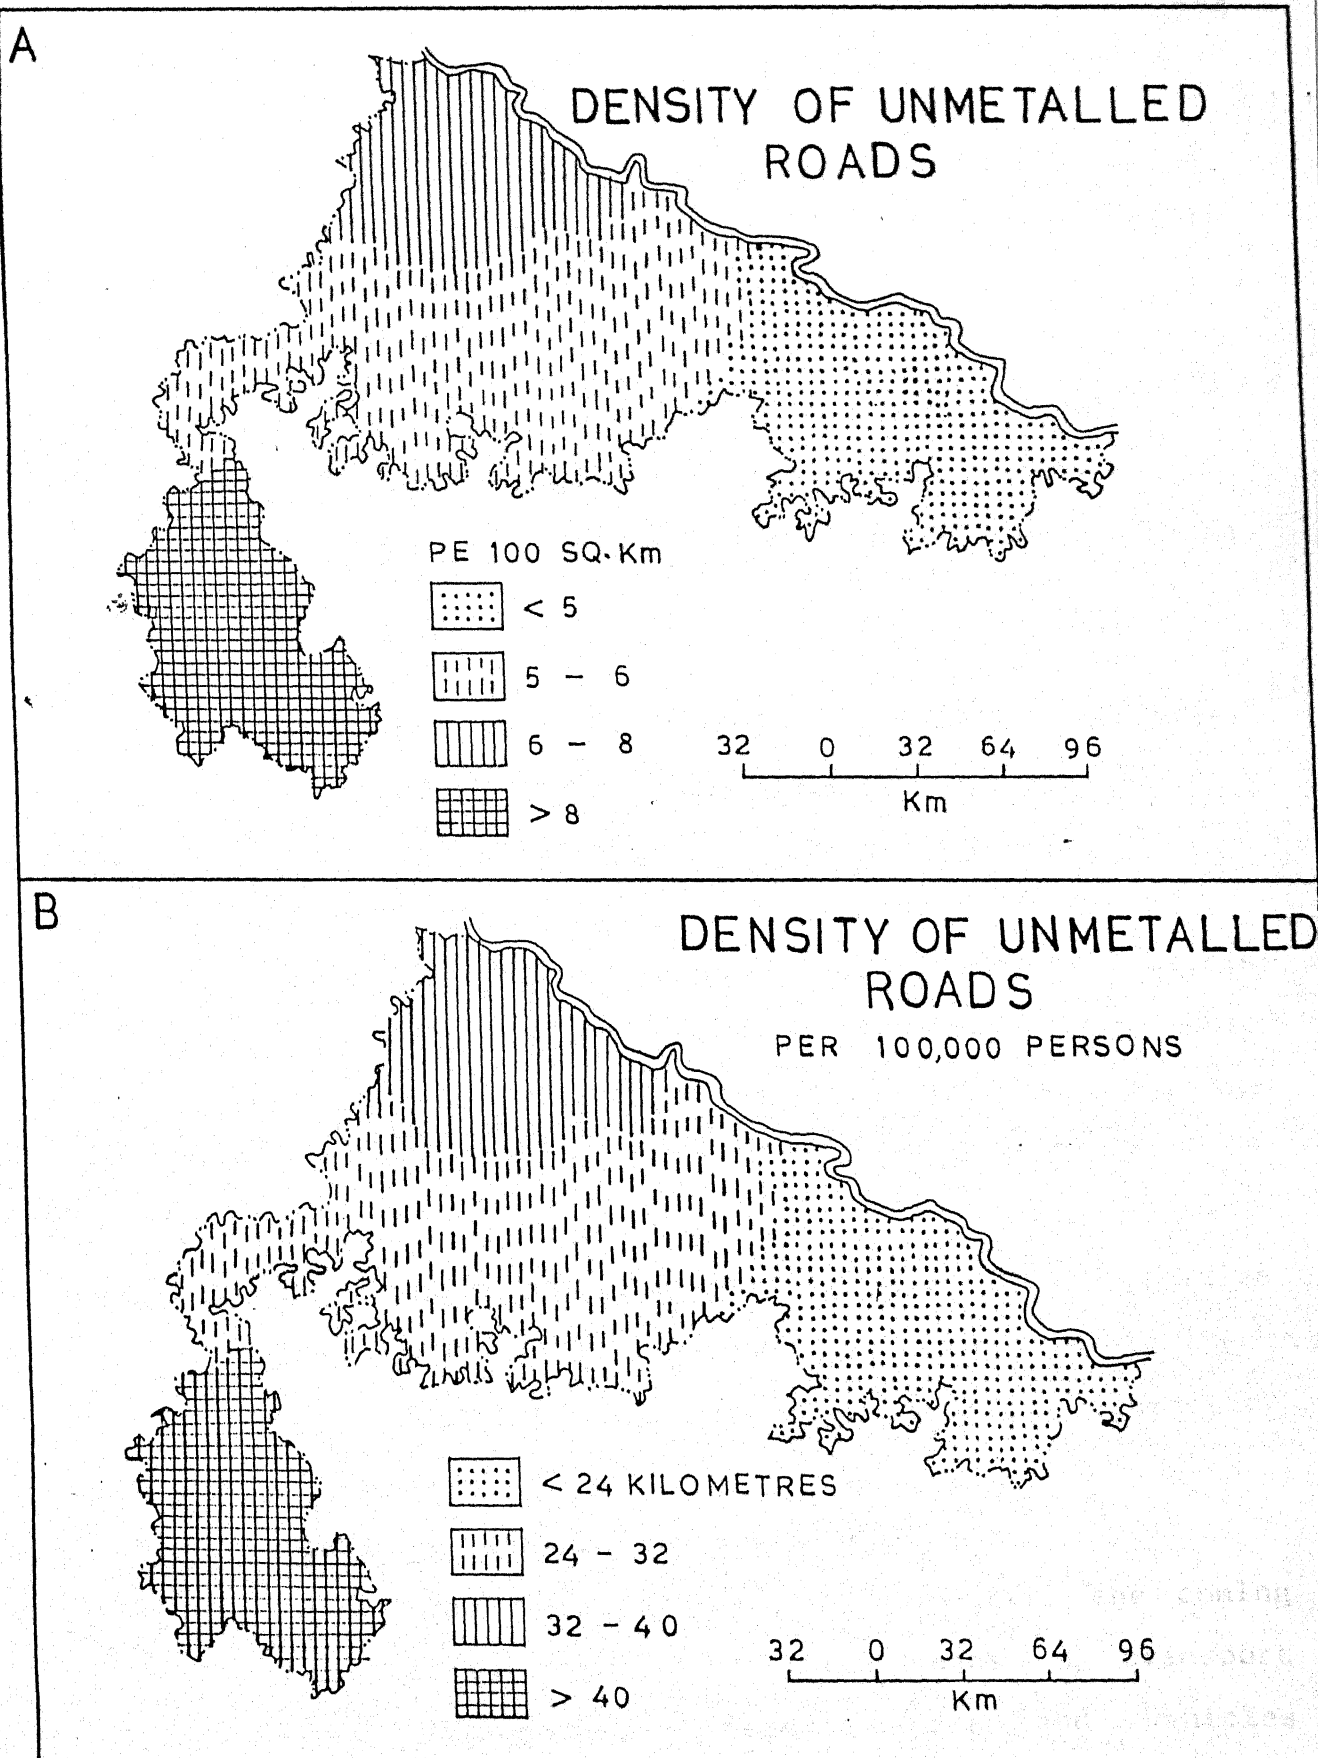 A
DENSITY OF UNMETALLED
ROADS
PE 100 SQ.Km
< 5
5 - 6
6 - 8
> 8
32 0 32 64 96
Km
B
DENSITY OF UNMETALLED
ROADS
PER 100,000 PERSONS
< 24 KILOMETRES
24 - 32
32 - 40
> 40
32 0 32 64 96
Km
coming